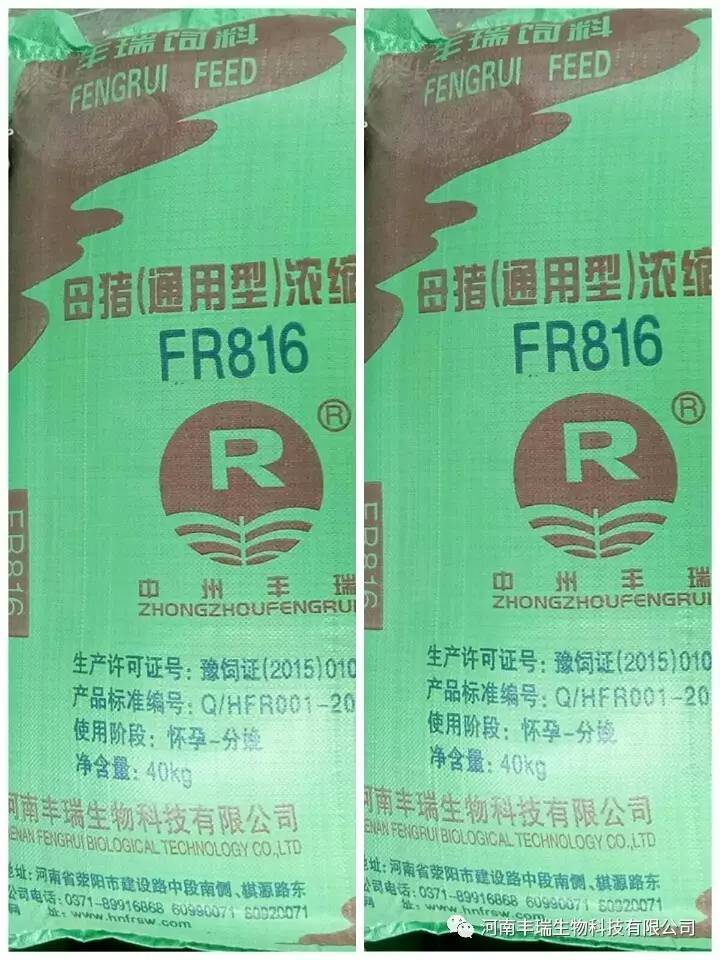 丰瑞饲料
FENGRUI FEED
母猪(通用型)浓缩
FR816
R
®
中州丰瑞
ZHONGZHOUFENGRUI
FR816
生产许可证号：豫饲证(2015)010
产品标准编号：Q/HFR001-20
使用阶段：怀孕-分娩
净含量：40kg
河南丰瑞生物科技有限公司
HENAN FENGRUI BIOLOGICAL TECHNOLOGY CO.,LTD
地址：河南省荥阳市建设路中段南侧、棋源路东
公司电话：0371-89916868 60990071 60920071
网址：www.hnfrsw.com
丰瑞饲料
FENGRUI FEED
母猪(通用型)浓缩
FR816
R
®
中州丰瑞
ZHONGZHOUFENGRUI
FR816
生产许可证号：豫饲证(2015)010
产品标准编号：Q/HFR001-20
使用阶段：怀孕-分娩
净含量：40kg
河南丰瑞生物科技有限公司
HENAN FENGRUI BIOLOGICAL TECHNOLOGY CO.,LTD
地址：河南省荥阳市建设路中段南侧、棋源路东
公司电话：0371-89916868 60990071 60920071
址：www.hnfrsw.com
河南丰瑞生物科技有限公司